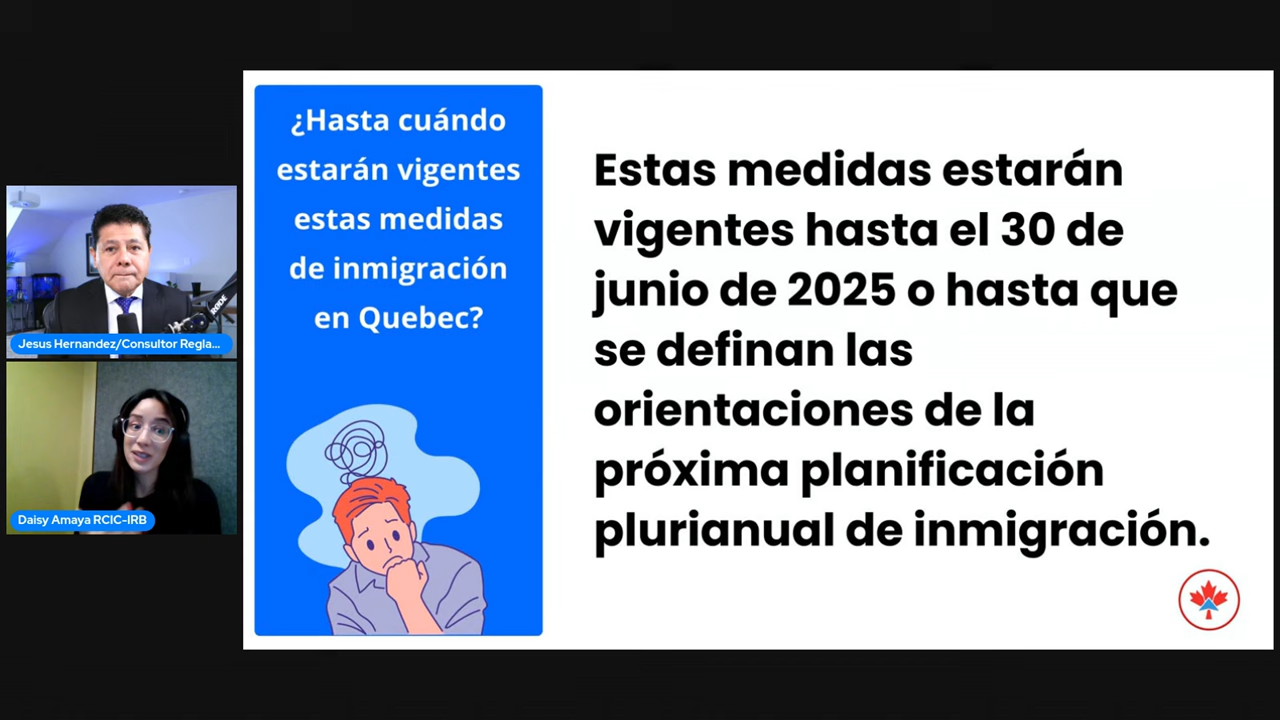 ¿Hasta cuándo
estarán vigentes
estas medidas
de inmigración
en Quebec?
Estas medidas estarán
vigentes hasta el 30 de
junio de 2025 o hasta que
se definan las
orientaciones de la
próxima planificación
plurianual de inmigración.
RODE
Jesus Hernandez/Consultor Regla...
Daisy Amaya RCIC-IRB